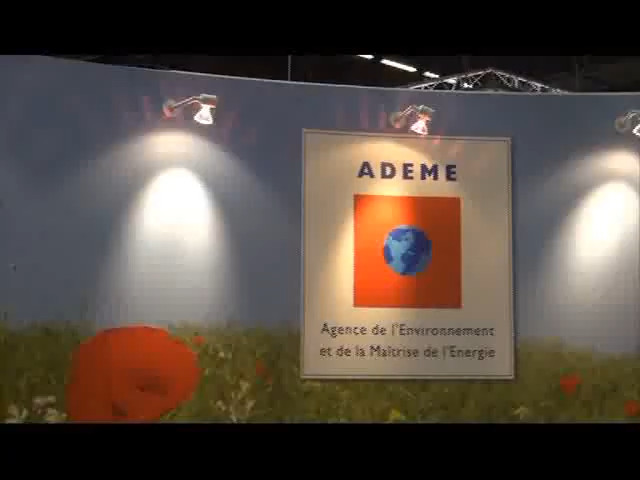 ADEME
Agence de l'Environnement
et de la Maîtrise de l'Energie